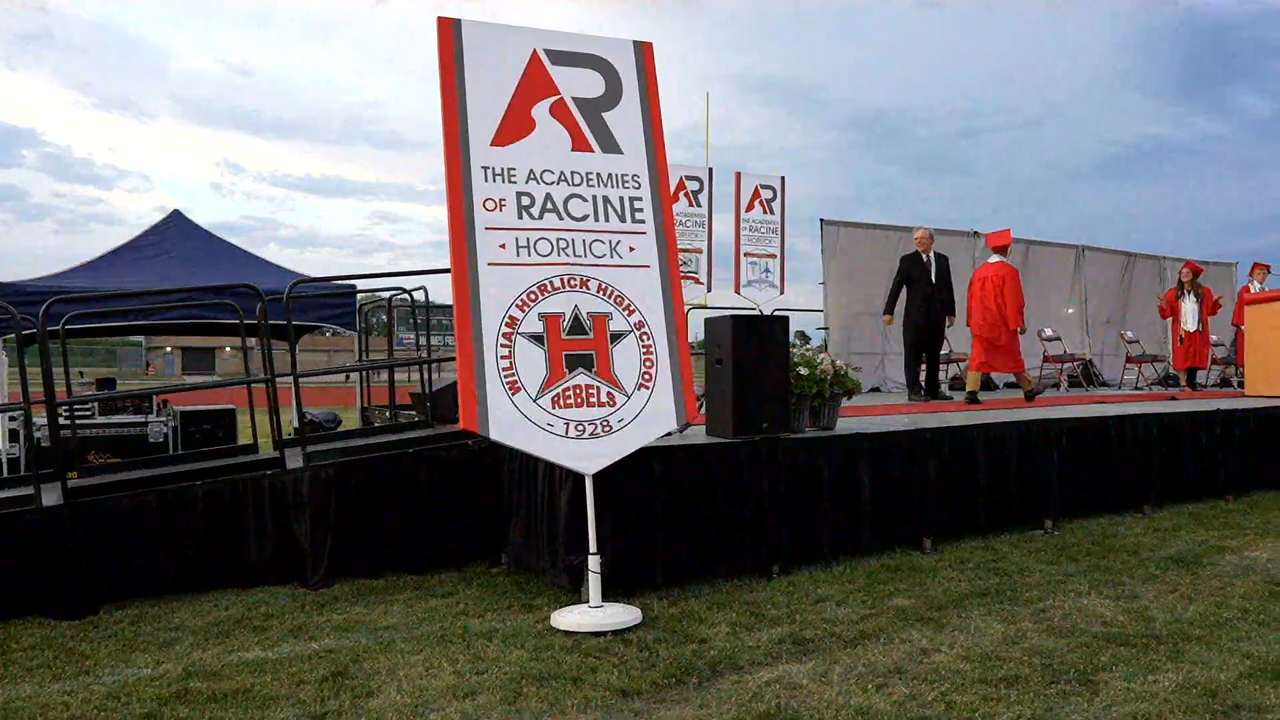 AR
THE ACADEMIES
OF RACINE
HORLICK
WILLIAM HORLICK HIGH SCHOOL
H
REBELS
- 1928 -
AR
RACINE
HORLICK
AR
THE ACADEMIES
OF RACINE
HORLICK